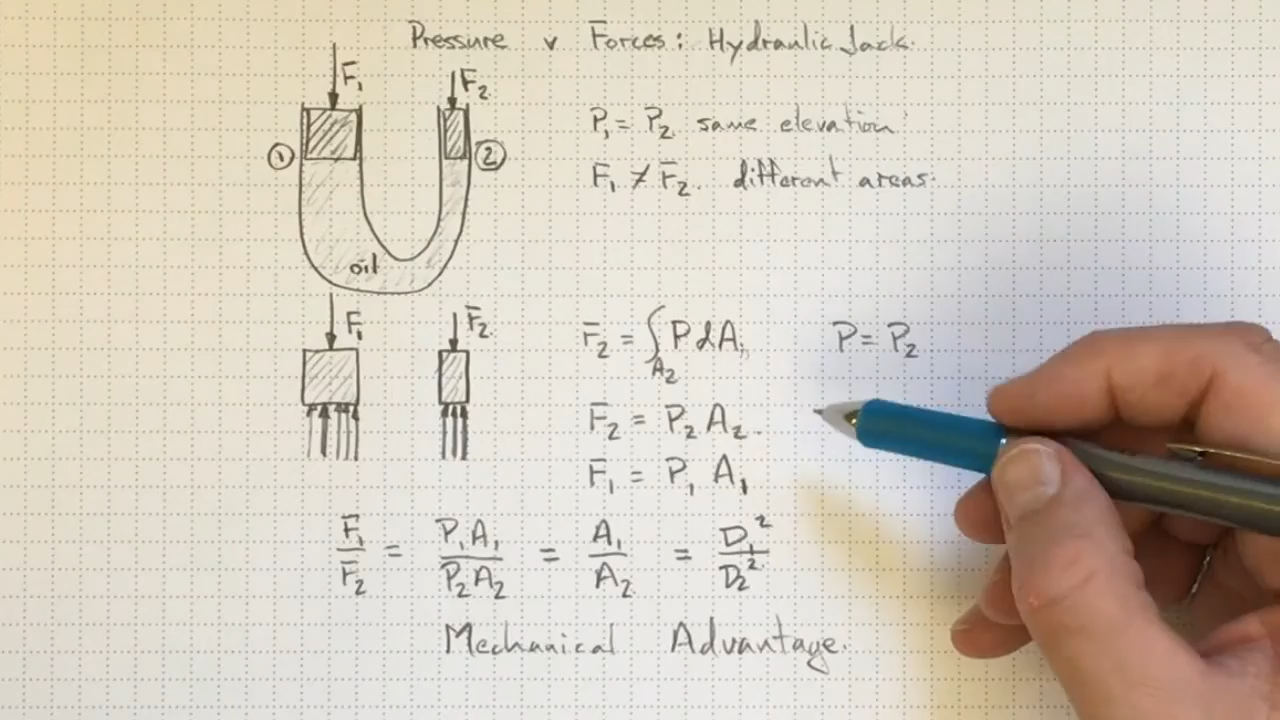 Pressure v Forces: Hydraulic Jack.
F₁ F₂.
P₁ = P₂ same elevation
① ②
F₁ ≠ F₂. different areas.
oil
F₁ F₂.
F₂ = ∫_A₂ P dA, P = P₂
F₂ = P₂ A₂.
F₁ = P₁ A₁
F₁/F₂ = P₁A₁/P₂A₂ = A₁/A₂ = D₁²/D₂²
Mechanical Advantage.